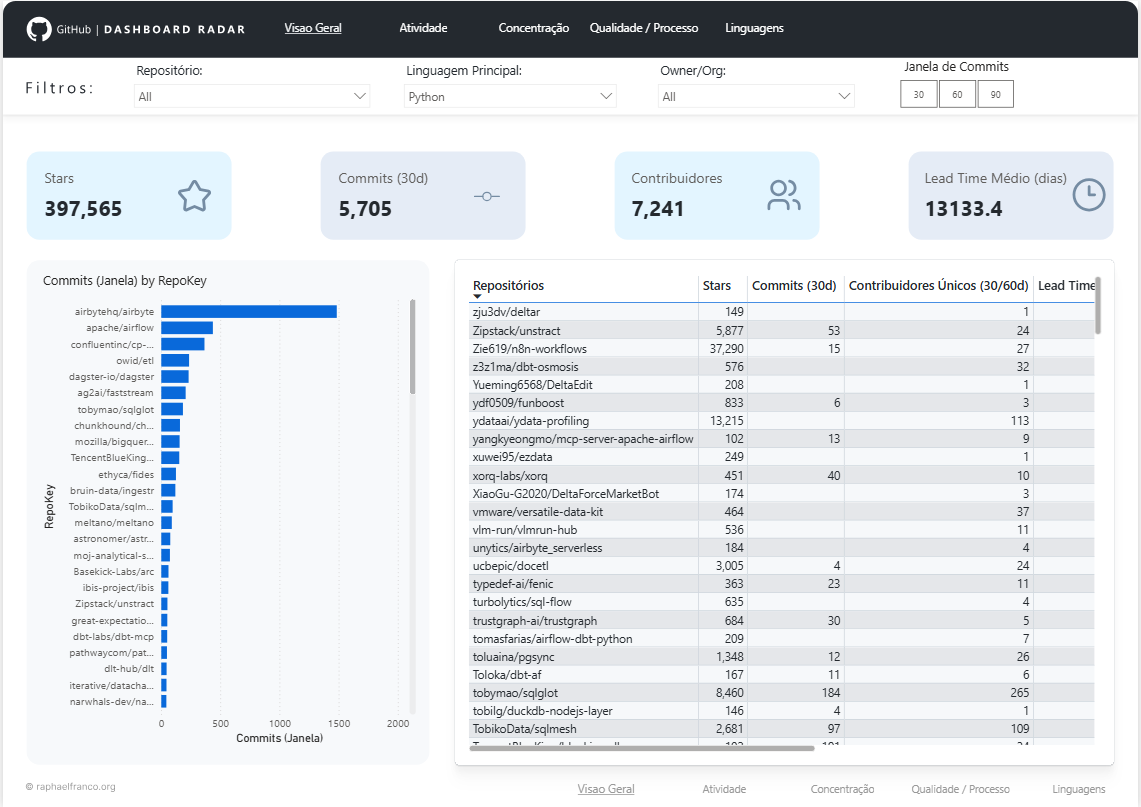 GitHub | DASHBOARD RADAR Visao Geral Atividade Concentração Qualidade / Processo Linguagens
Filtros:
Repositório: Linguagem Principal: Owner/Org: Janela de Commits
All Python All 30 60 90
Stars
397,565
Commits (30d)
5,705
Contribuidores
7,241
Lead Time Médio (dias)
13133.4
Commits (Janela) by RepoKey
RepoKey
airbytehq/airbyte
apache/airflow
confluentinc/cp-...
owid/etl
dagster-io/dagster
ag2ai/faststream
tobymao/sqlglot
chunkhound/ch...
mozilla/bigquer...
TencentBlueKing...
ethyca/fides
bruin-data/ingestr
TobikoData/sqlm...
meltano/meltano
astronomer/astr...
moj-analytical-s...
Basekick-Labs/arc
ibis-project/ibis
Zipstack/unstract
great-expectatio...
dbt-labs/dbt-mcp
pathwaycom/pat...
dlt-hub/dlt
iterative/datacha...
narwhals-dev/na...
0 500 1000 1500 2000
Commits (Janela)
Repositórios Stars Commits (30d) Contribuidores Únicos (30/60d) Lead Time
zju3dv/deltar 149 1
Zipstack/unstract 5,877 53 24
Zie619/n8n-workflows 37,290 15 27
z3z1ma/dbt-osmosis 576 32
Yueming6568/DeltaEdit 208 1
ydf0509/funboost 833 6 3
ydataai/ydata-profiling 13,215 113
yangkyeongmo/mcp-server-apache-airflow 102 13 9
xuwei95/ezdata 249 1
xorq-labs/xorq 451 40 10
XiaoGu-G2020/DeltaForceMarketBot 174 3
vmware/versatile-data-kit 464 37
vlm-run/vlmrun-hub 536 11
unytics/airbyte_serverless 184 4
ucbepic/docetl 3,005 4 24
typedef-ai/fenic 363 23 11
turbolytics/sql-flow 635 4
trustgraph-ai/trustgraph 684 30 5
tomasfarias/airflow-dbt-python 209 7
toluaina/pgsync 1,348 12 26
Toloka/dbt-af 167 11 6
tobymao/sqlglot 8,460 184 265
tobilg/duckdb-nodejs-layer 146 4 1
TobikoData/sqlmesh 2,681 97 109
© raphaelfranco.org Visao Geral Atividade Concentração Qualidade / Processo Linguagens